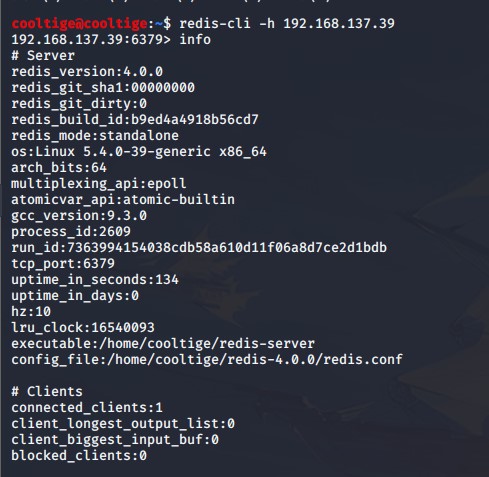 cooltige@cooltige:~$ redis-cli -h 192.168.137.39
192.168.137.39:6379> info
# Server
redis_version:4.0.0
redis_git_sha1:00000000
redis_git_dirty:0
redis_build_id:b9ed4a4918b56cd7
redis_mode:standalone
os:Linux 5.4.0-39-generic x86_64
arch_bits:64
multiplexing_api:epoll
atomicvar_api:atomic-builtin
gcc_version:9.3.0
process_id:2609
run_id:7363994154038cdb58a610d11f06a8d7ce2d1bdb
tcp_port:6379
uptime_in_seconds:134
uptime_in_days:0
hz:10
lru_clock:16540093
executable:/home/cooltige/redis-server
config_file:/home/cooltige/redis-4.0.0/redis.conf

# Clients
connected_clients:1
client_longest_output_list:0
client_biggest_input_buf:0
blocked_clients:0